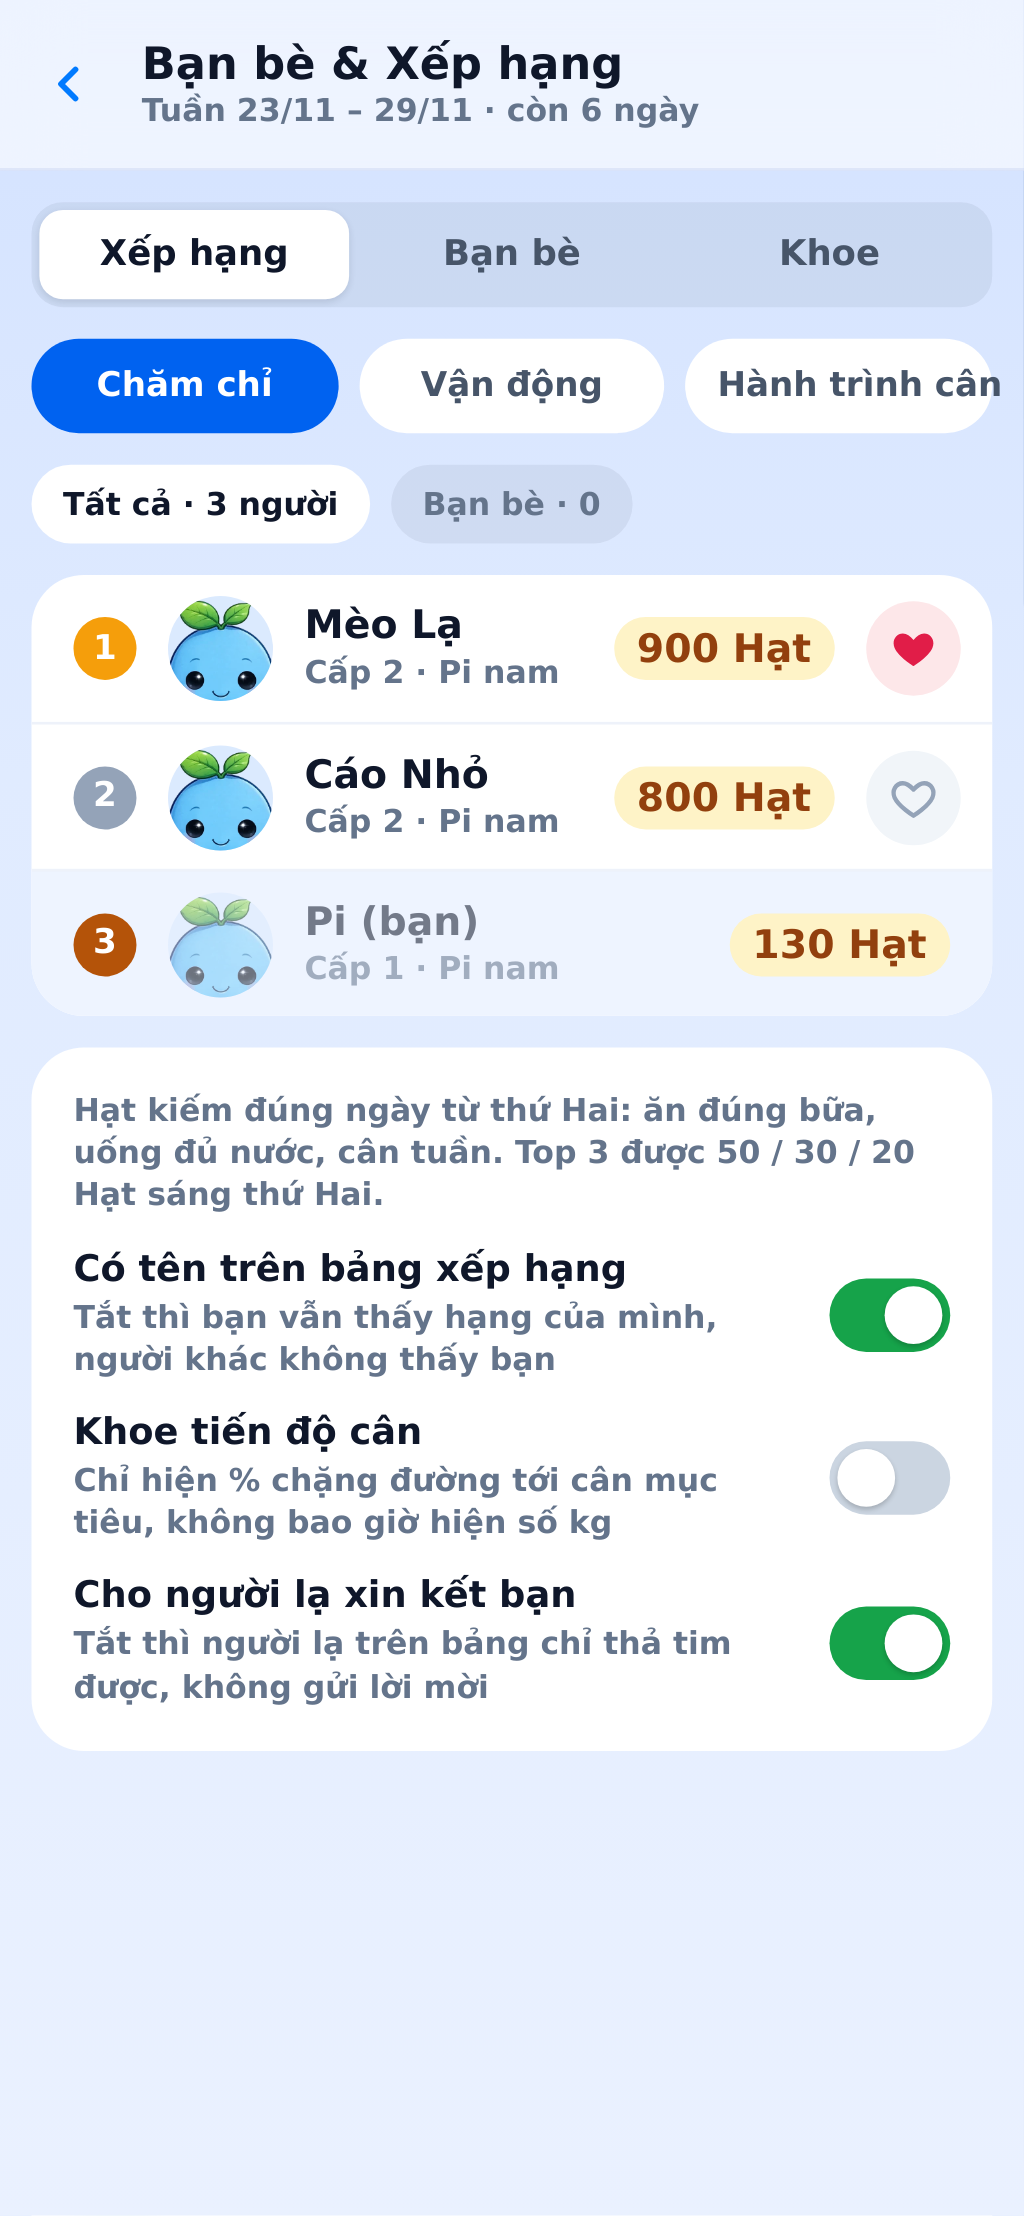 Bạn bè & Xếp hạng
Tuần 23/11 – 29/11 · còn 6 ngày
Xếp hạng
Bạn bè
Khoe
Chăm chỉ
Vận động
Hành trình cân
Tất cả · 3 người
Bạn bè · 0
1
Mèo Lạ
Cấp 2 · Pi nam
900 Hạt
2
Cáo Nhỏ
Cấp 2 · Pi nam
800 Hạt
3
Pi (bạn)
Cấp 1 · Pi nam
130 Hạt
Hạt kiếm đúng ngày từ thứ Hai: ăn đúng bữa,
uống đủ nước, cân tuần. Top 3 được 50 / 30 / 20
Hạt sáng thứ Hai.
Có tên trên bảng xếp hạng
Tắt thì bạn vẫn thấy hạng của mình,
người khác không thấy bạn
Khoe tiến độ cân
Chỉ hiện % chặng đường tới cân mục
tiêu, không bao giờ hiện số kg
Cho người lạ xin kết bạn
Tắt thì người lạ trên bảng chỉ thả tim
được, không gửi lời mời